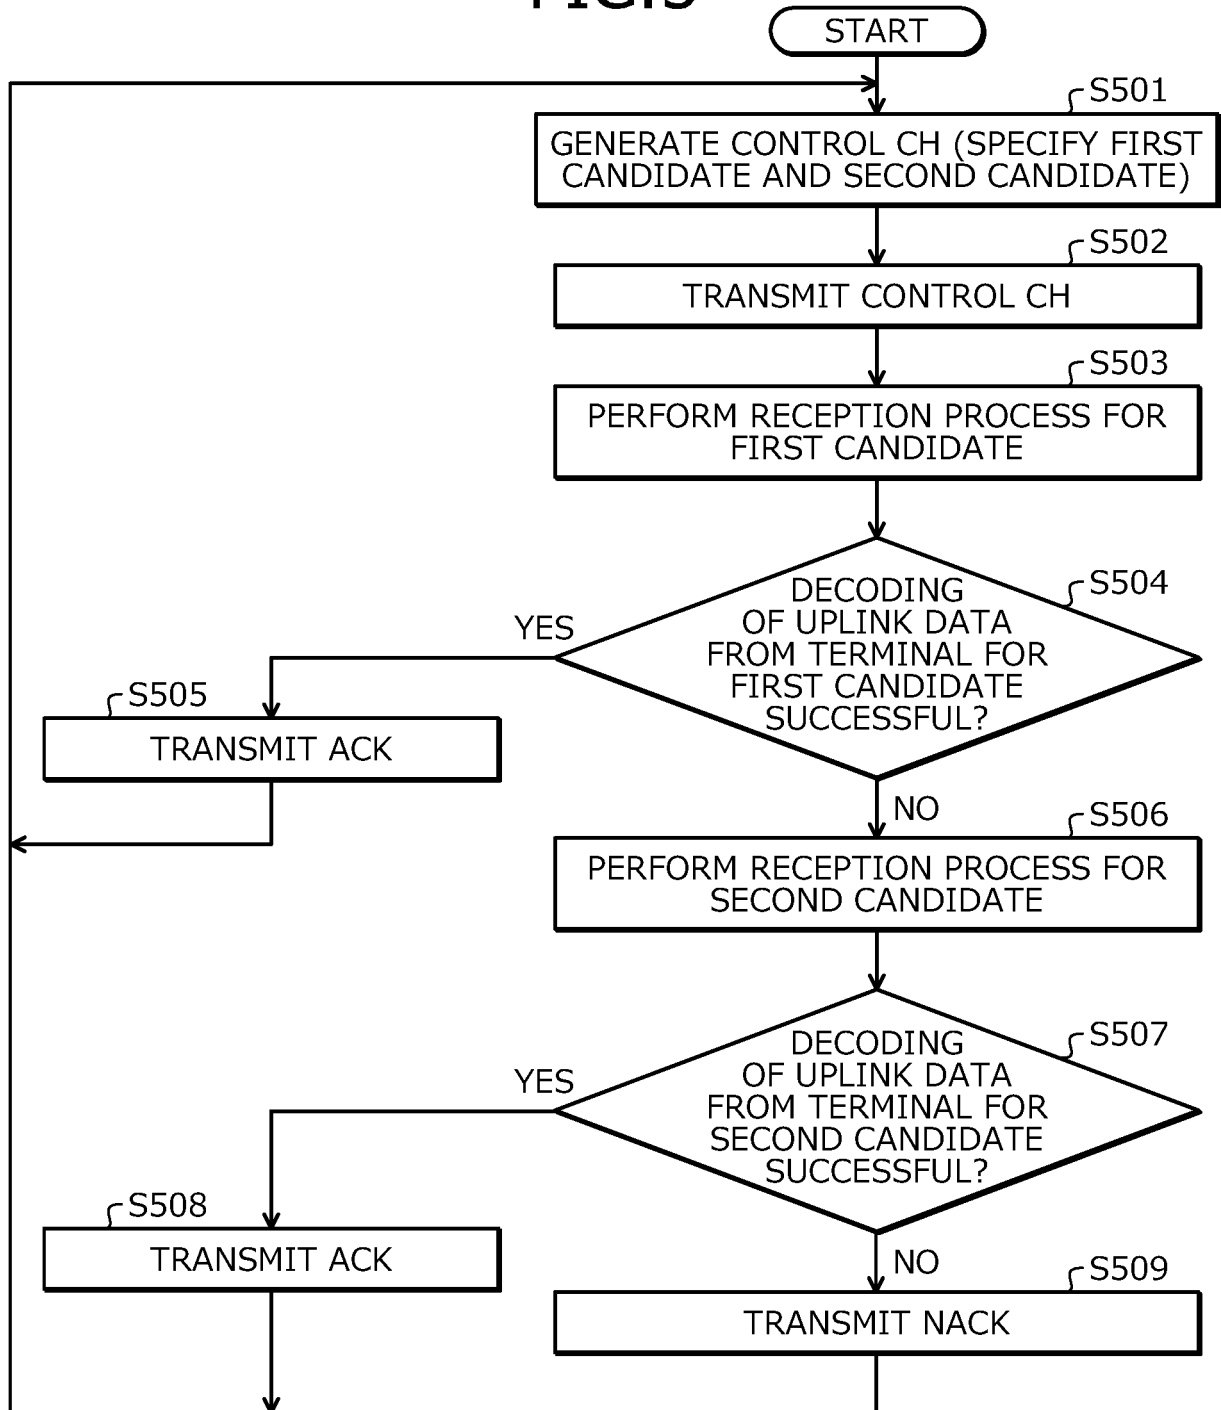 FIG.5
START
S501
GENERATE CONTROL CH (SPECIFY FIRST
CANDIDATE AND SECOND CANDIDATE)
S502
TRANSMIT CONTROL CH
S503
PERFORM RECEPTION PROCESS FOR
FIRST CANDIDATE
S504
DECODING
OF UPLINK DATA
FROM TERMINAL FOR
FIRST CANDIDATE
SUCCESSFUL?
YES
S505
TRANSMIT ACK
NO
S506
PERFORM RECEPTION PROCESS FOR
SECOND CANDIDATE
S507
DECODING
OF UPLINK DATA
FROM TERMINAL FOR
SECOND CANDIDATE
SUCCESSFUL?
YES
S508
TRANSMIT ACK
NO
S509
TRANSMIT NACK